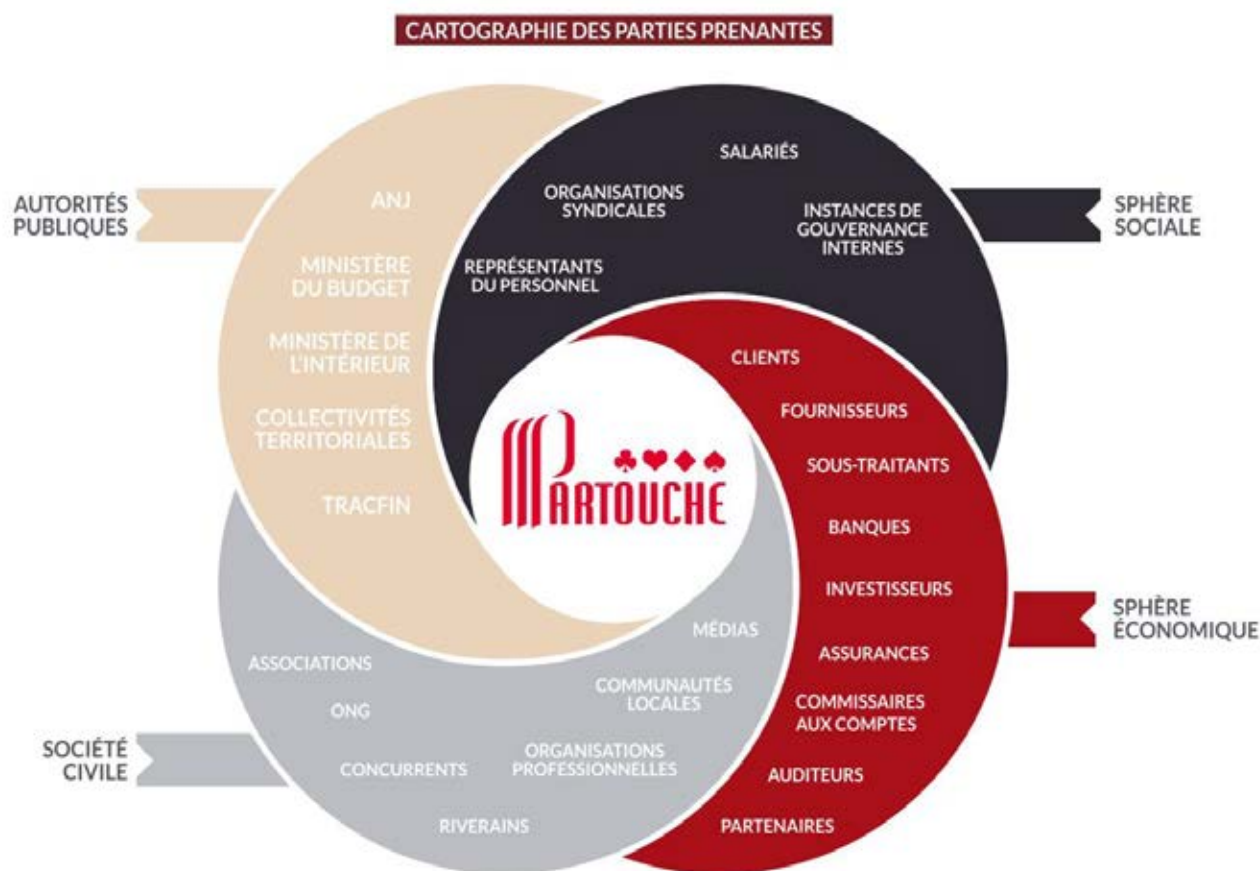 CARTOGRAPHIE DES PARTIES PRENANTES
AUTORITÉS
PUBLIQUES
ANJ
MINISTÈRE
DU BUDGET
MINISTÈRE DE
L'INTÉRIEUR
COLLECTIVITÉS
TERRITORIALES
TRACFIN
SALARIÉS
ORGANISATIONS
SYNDICALES
INSTANCES DE
GOUVERNANCE
INTERNES
REPRÉSENTANTS
DU PERSONNEL
SPHÈRE
SOCIALE
PARTOUCHE
CLIENTS
FOURNISSEURS
SOUS-TRAITANTS
BANQUES
INVESTISSEURS
ASSURANCES
COMMISSAIRES
AUX COMPTES
AUDITEURS
PARTENAIRES
SPHÈRE
ÉCONOMIQUE
SOCIÉTÉ
CIVILE
MÉDIAS
ASSOCIATIONS
COMMUNAUTÉS
LOCALES
ONG
ORGANISATIONS
PROFESSIONNELLES
CONCURRENTS
RIVERAINS